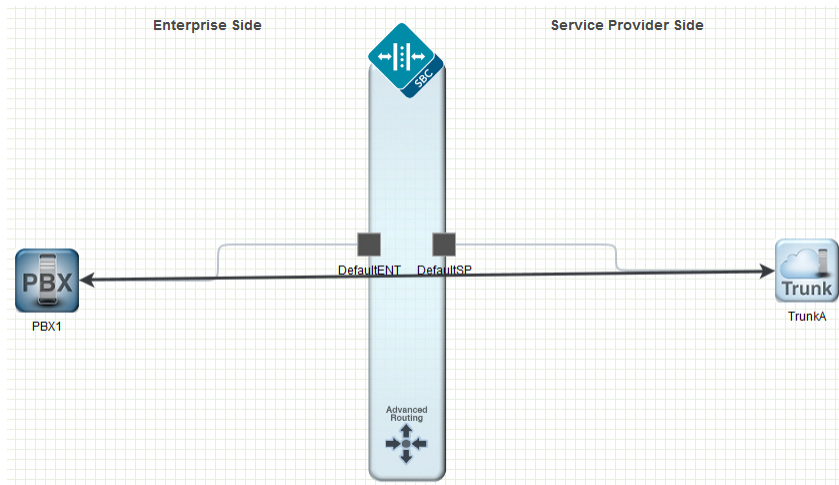 Enterprise Side
Service Provider Side
SBC
DefaultENT
DefaultSP
PBX
PBX1
Trunk
TrunkA
Advanced
Routing